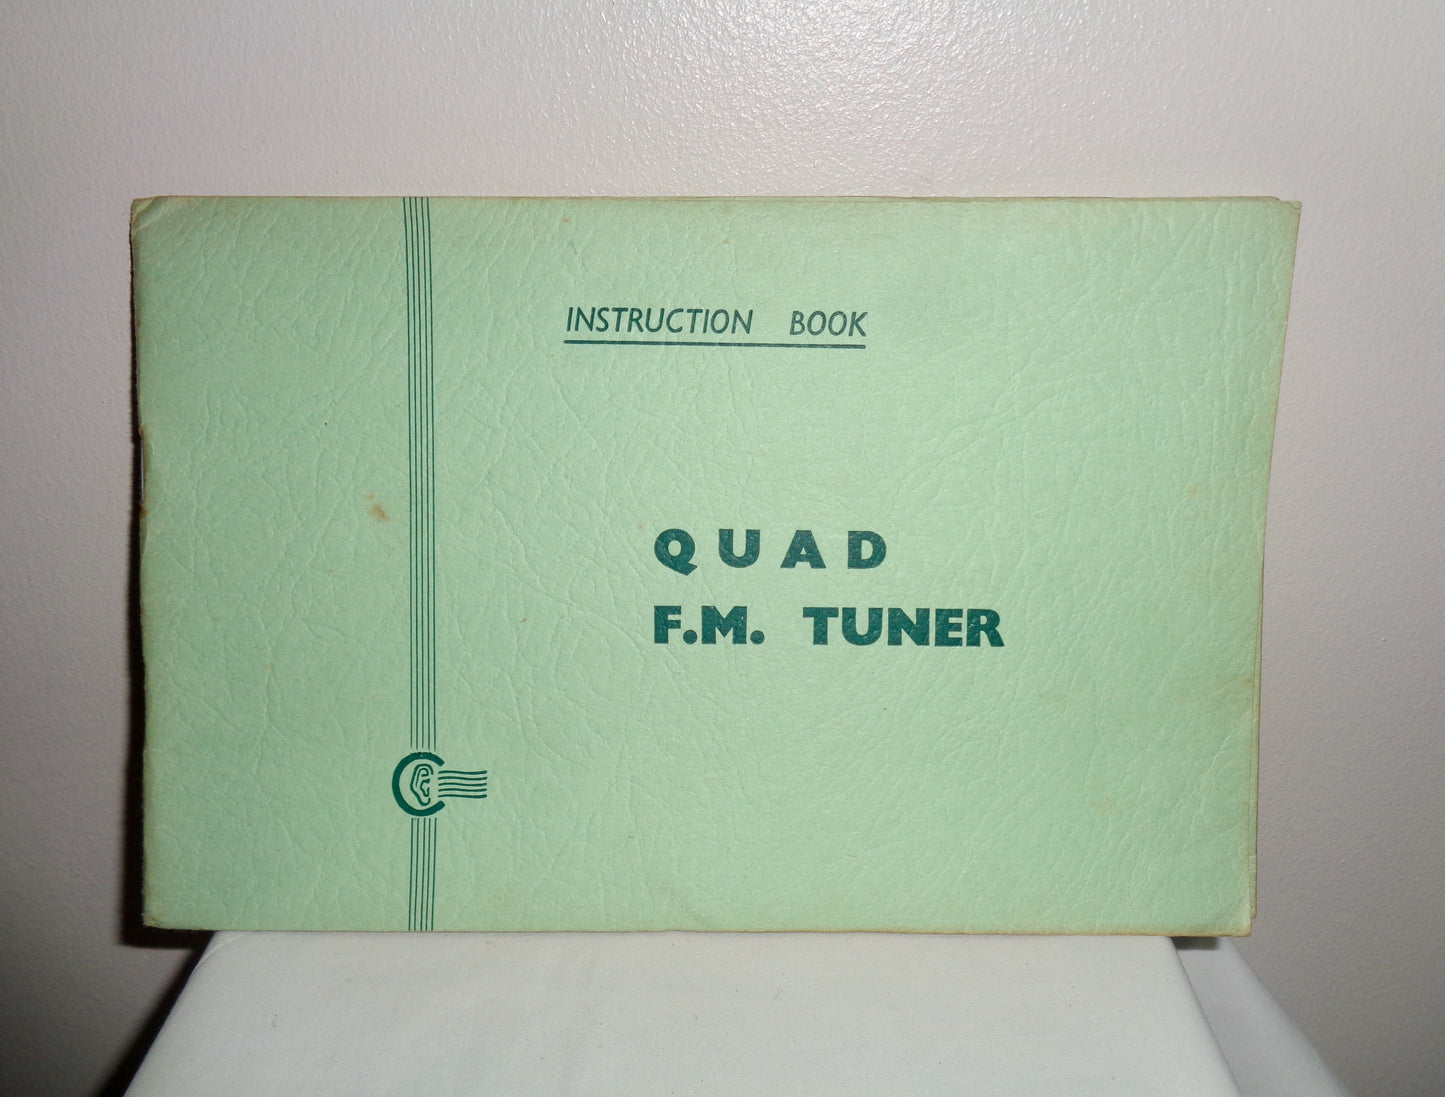 INSTRUCTION BOOK
QUAD
F.M. TUNER